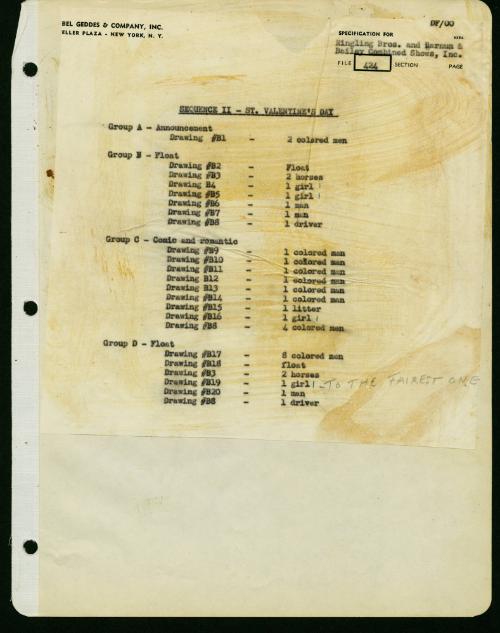 BEL GEDDES & COMPANY, INC.
ELLER PLAZA - NEW YORK, N. Y.
DF/00
SPECIFICATION FOR
Ringling Bros. and Barnum &
Bailey Combined Shows, Inc.
FILE 424 SECTION PAGE
SEQUENCE II - ST. VALENTINE'S DAY
Group A - Announcement
Drawing #B1 - 2 colored men
Group B - Float
Drawing #B2 - Float
Drawing #B3 - 2 horses
Drawing B4 - 1 girl
Drawing #B5 - 1 girl
Drawing #B6 - 1 man
Drawing #B7 - 1 man
Drawing #B8 - 1 driver
Group C - Comic and romantic
Drawing #B9 - 1 colored man
Drawing #B10 - 1 colored man
Drawing #B11 - 1 colored man
Drawing B12 - 1 colored man
Drawing B13 - 1 colored man
Drawing #B14 - 1 colored man
Drawing #B15 - 1 litter
Drawing #B16 - 1 girl
Drawing #B8 - 4 colored men
Group D - Float
Drawing #B17 - 8 colored men
Drawing #B18 - float
Drawing #B3 - 2 horses
Drawing #B19 - 1 girl - TO THE FAIREST ONE
Drawing #B20 - 1 man
Drawing #B8 - 1 driver